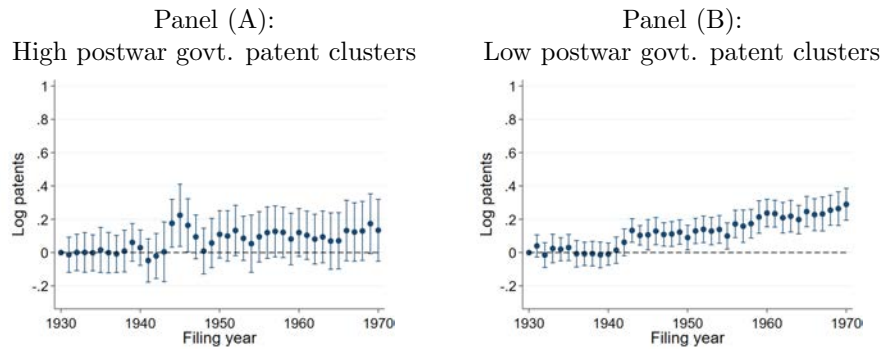 Panel (A):
High postwar govt. patent clusters
1
.8
.6
.4
.2
0
-.2
Log patents
1930 1940 1950 1960 1970
Filing year
Panel (B):
Low postwar govt. patent clusters
1
.8
.6
.4
.2
0
-.2
Log patents
1930 1940 1950 1960 1970
Filing year